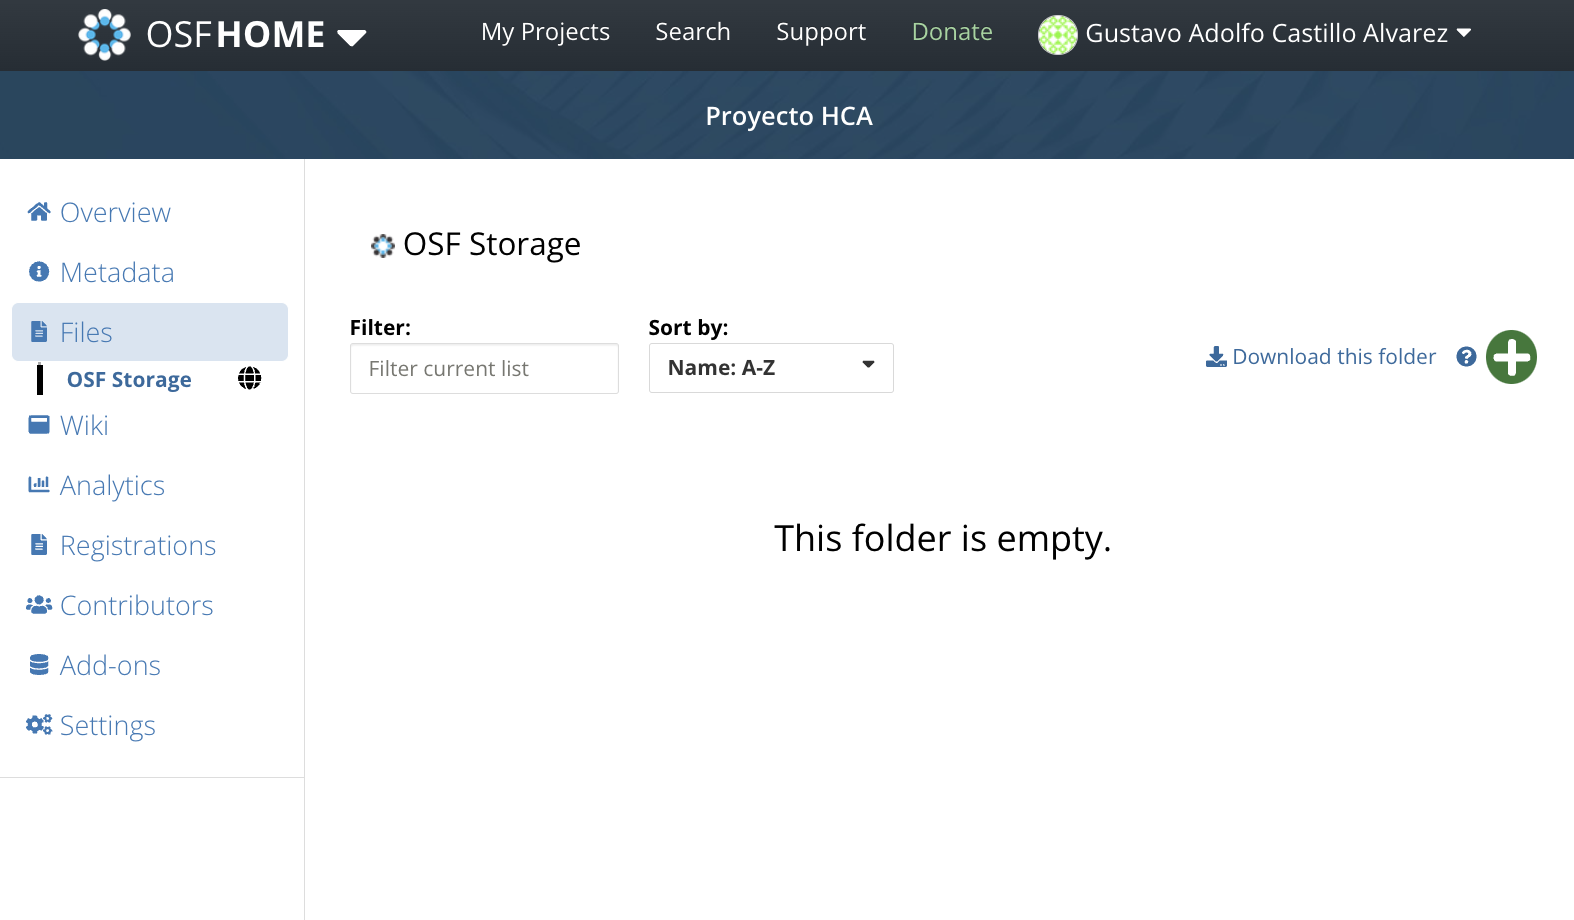 OSFHOME My Projects Search Support Donate Gustavo Adolfo Castillo Alvarez
Proyecto HCA
Overview
Metadata
Files
OSF Storage
Wiki
Analytics
Registrations
Contributors
Add-ons
Settings
OSF Storage
Filter:
Filter current list
Sort by:
Name: A-Z
Download this folder
This folder is empty.